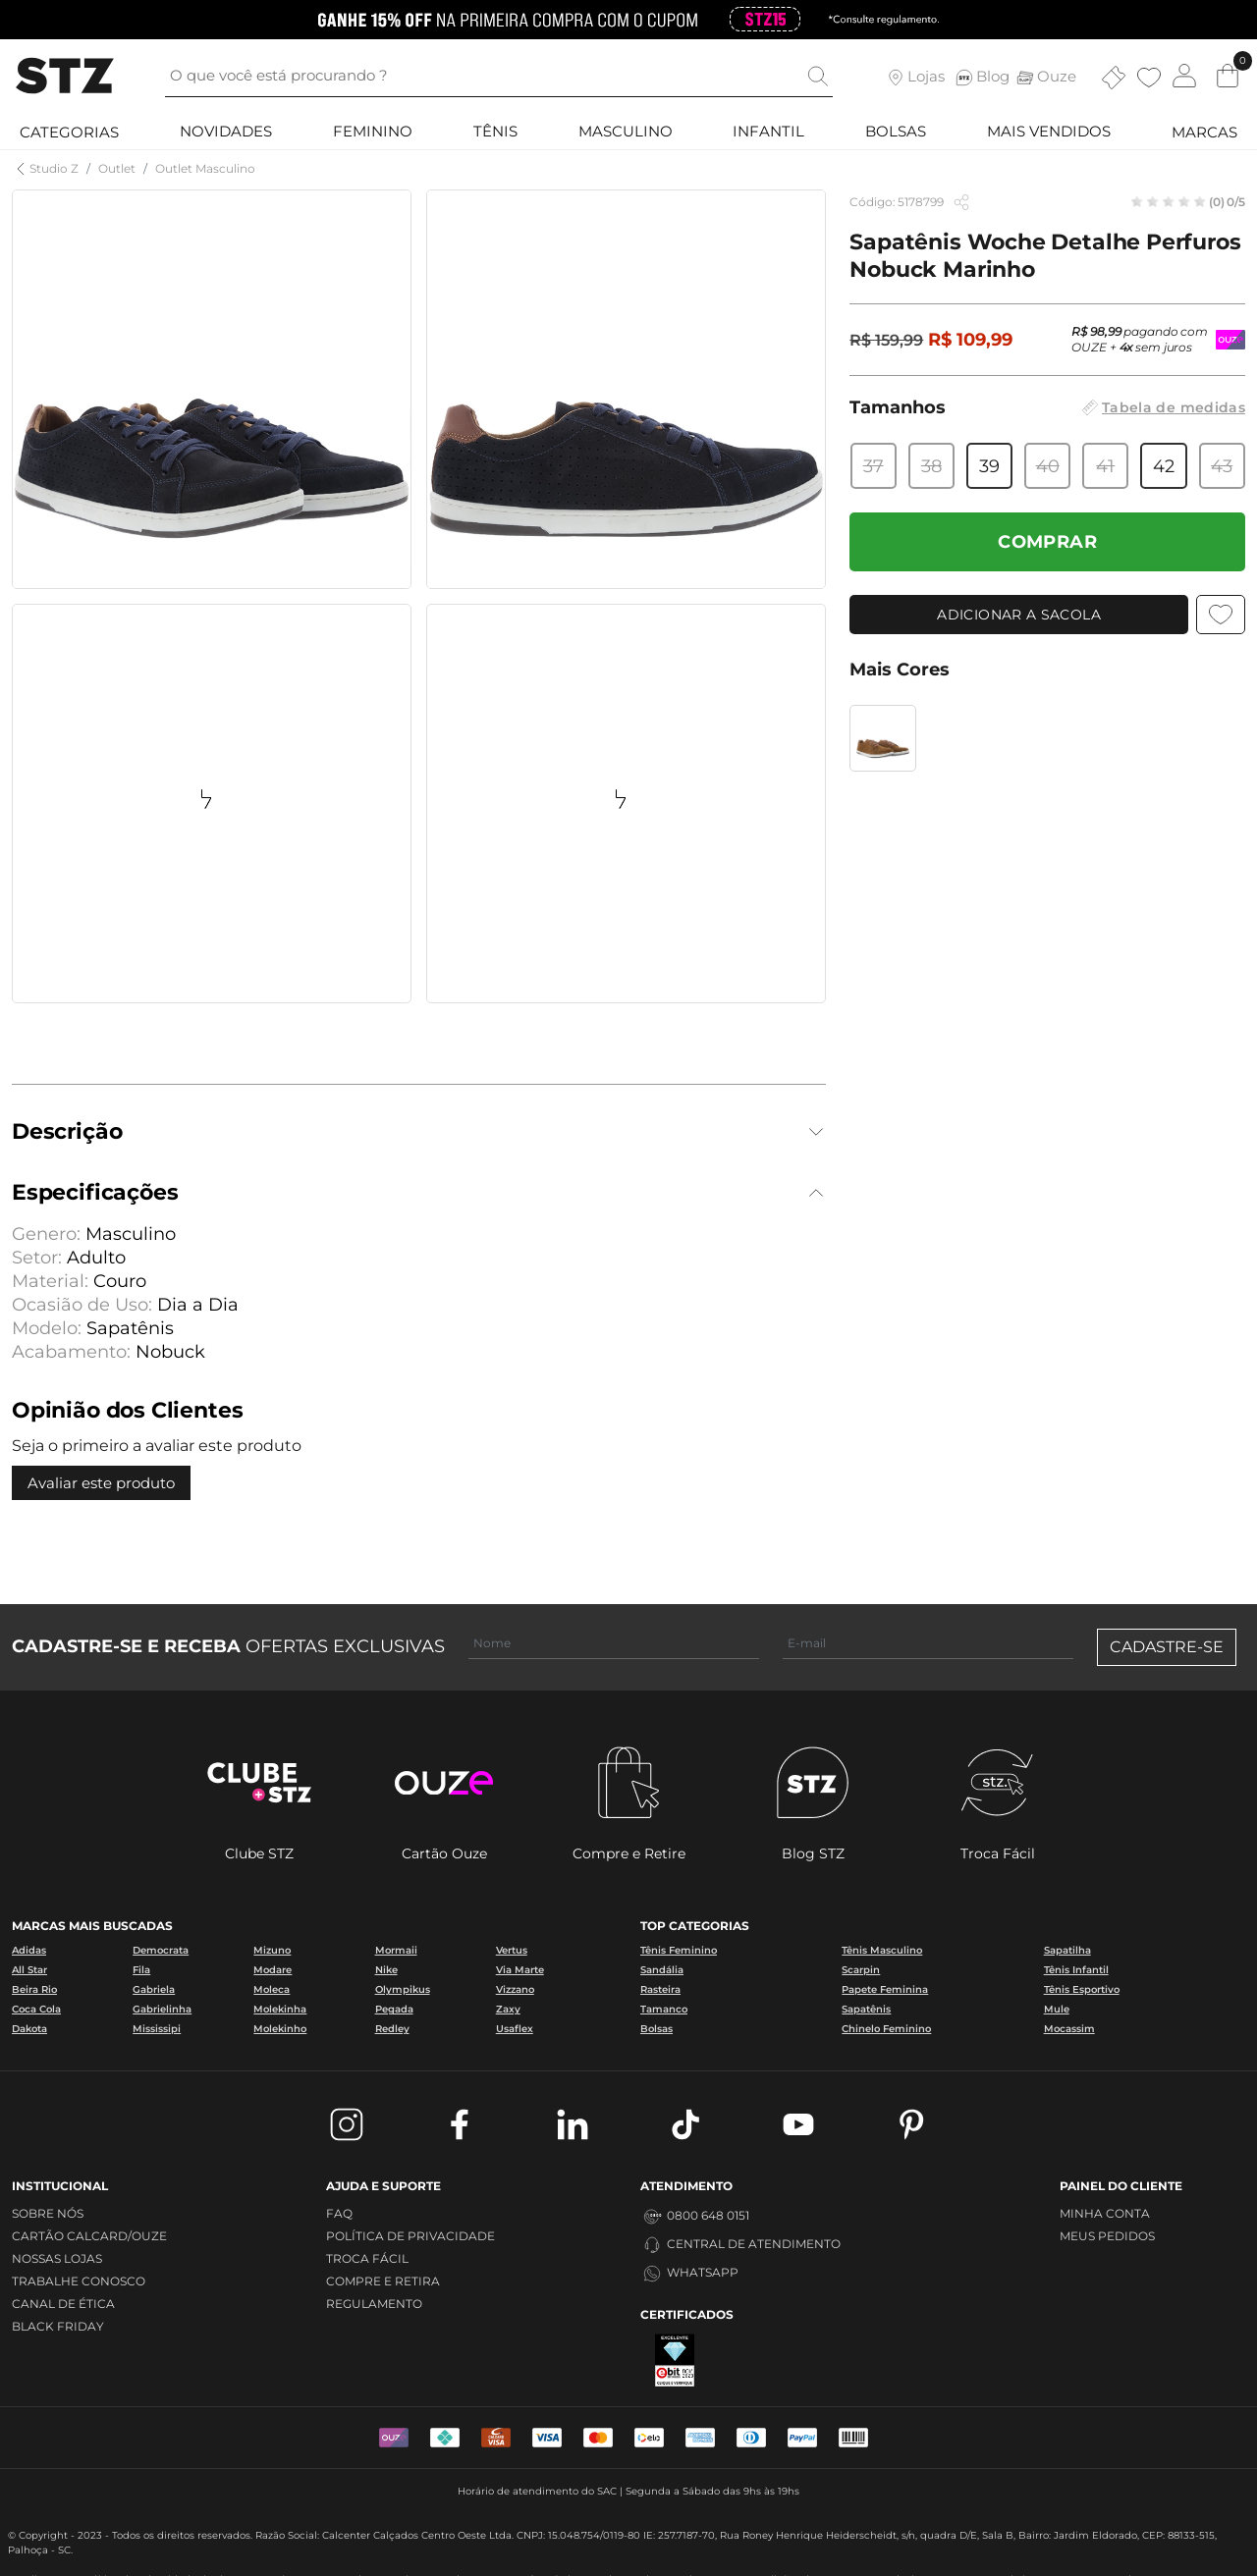 GANHE 15% OFF NA PRIMEIRA COMPRA COM O CUPOM STZ15 *Consulte regulamento.
STZ
O que você está procurando ?
Lojas Blog Ouze
0
CATEGORIAS NOVIDADES FEMININO TÊNIS MASCULINO INFANTIL BOLSAS MAIS VENDIDOS MARCAS
Studio Z / Outlet / Outlet Masculino
Código: 5178799
(0) 0/5
Sapatênis Woche Detalhe Perfuros
Nobuck Marinho
R$ 159,99 R$ 109,99
R$ 98,99 pagando com
OUZE + 4x sem juros
Tamanhos
Tabela de medidas
37 38 39 40 41 42 43
COMPRAR
ADICIONAR A SACOLA
Mais Cores
Descrição
Especificações
Genero: Masculino
Setor: Adulto
Material: Couro
Ocasião de Uso: Dia a Dia
Modelo: Sapatênis
Acabamento: Nobuck
Opinião dos Clientes
Seja o primeiro a avaliar este produto
Avaliar este produto
CADASTRE-SE E RECEBA OFERTAS EXCLUSIVAS
Nome
E-mail
CADASTRE-SE
CLUBE + STZ
ouze
STZ
stz.
Clube STZ
Cartão Ouze
Compre e Retire
Blog STZ
Troca Fácil
MARCAS MAIS BUSCADAS
Adidas Democrata Mizuno Mormaii Vertus
All Star Fila Modare Nike Via Marte
Beira Rio Gabriela Moleca Olympikus Vizzano
Coca Cola Gabrielinha Molekinha Pegada Zaxy
Dakota Mississipi Molekinho Redley Usaflex
TOP CATEGORIAS
Tênis Feminino Tênis Masculino Sapatilha
Sandália Scarpin Tênis Infantil
Rasteira Papete Feminina Tênis Esportivo
Tamanco Sapatênis Mule
Bolsas Chinelo Feminino Mocassim
INSTITUCIONAL
SOBRE NÓS
CARTÃO CALCARD/OUZE
NOSSAS LOJAS
TRABALHE CONOSCO
CANAL DE ÉTICA
BLACK FRIDAY
AJUDA E SUPORTE
FAQ
POLÍTICA DE PRIVACIDADE
TROCA FÁCIL
COMPRE E RETIRA
REGULAMENTO
ATENDIMENTO
0800 648 0151
CENTRAL DE ATENDIMENTO
WHATSAPP
CERTIFICADOS
EXCELENTE
ebit
PAINEL DO CLIENTE
MINHA CONTA
MEUS PEDIDOS
VISA
VISA
elo
PayPal
Horário de atendimento do SAC | Segunda a Sábado das 9hs às 19hs
© Copyright - 2023 - Todos os direitos reservados. Razão Social: Calcenter Calçados Centro Oeste Ltda. CNPJ: 15.048.754/0119-80 IE: 257.7187-70, Rua Roney Henrique Heiderscheidt, s/n, quadra D/E, Sala B, Bairro: Jardim Eldorado, CEP: 88133-515,
Palhoça - SC.